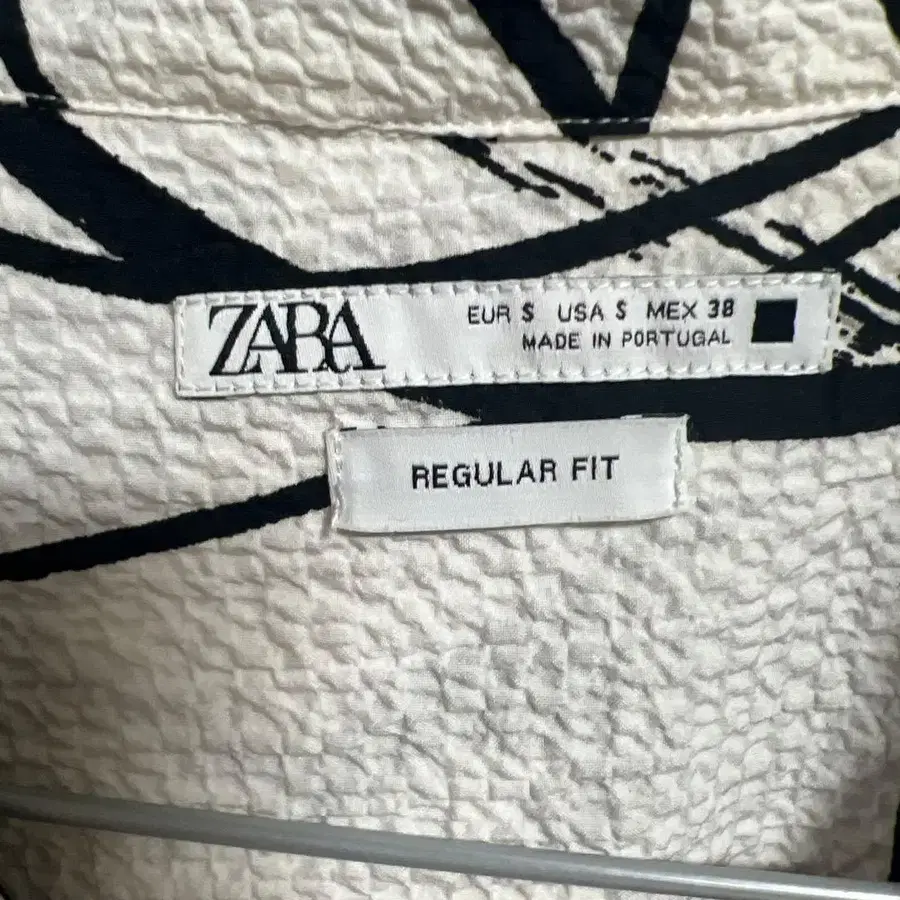 ZARA
EUR S USA S MEX 38
MADE IN PORTUGAL
REGULAR FIT